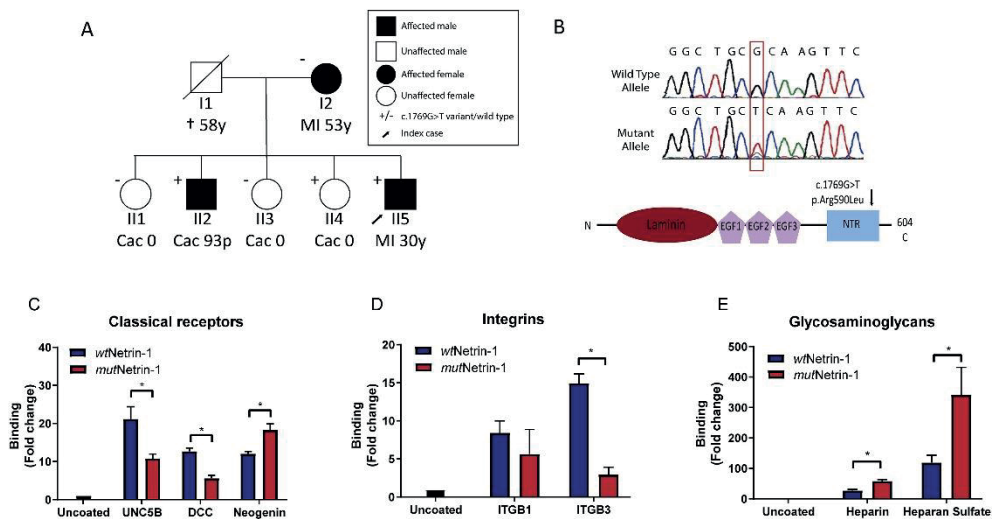 A
Affected male
Unaffected male
Affected female
Unaffected female
+/- c.1769G>T variant/wild type
Index case
I1
† 58y
-
I2
MI 53y
-
II1
Cac 0
+
II2
Cac 93p
-
II3
Cac 0
+
II4
Cac 0
+
II5
MI 30y
B
G G C T G C G C A A G T T C
Wild Type
Allele
G G C T G C T C A A G T T C
Mutant
Allele
c.1769G>T
p.Arg590Leu
N
Laminin
EGF1
EGF2
EGF3
NTR
604
C
C
Classical receptors
wtNetrin-1
mutNetrin-1
Binding
(Fold change)
40
30
20
10
0
*
*
*
Uncoated
UNC5B
DCC
Neogenin
D
Integrins
wtNetrin-1
mutNetrin-1
Binding
(Fold change)
20
15
10
5
0
*
Uncoated
ITGB1
ITGB3
E
Glycosaminoglycans
wtNetrin-1
mutNetrin-1
Binding
(Fold change)
500
400
300
200
100
0
*
*
Uncoated
Heparin
Heparan Sulfate